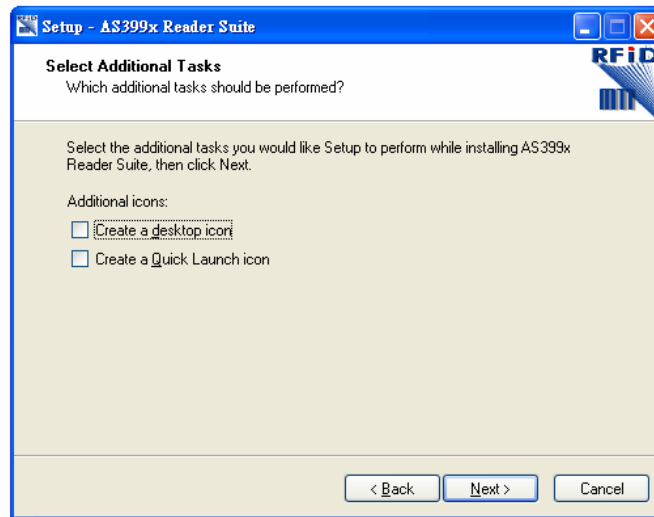 Setup - AS399x Reader Suite
RFiD
Select Additional Tasks
Which additional tasks should be performed?
MTI
Select the additional tasks you would like Setup to perform while installing AS399x
Reader Suite, then click Next.
Additional icons:
Create a desktop icon
Create a Quick Launch icon
< Back
Next >
Cancel